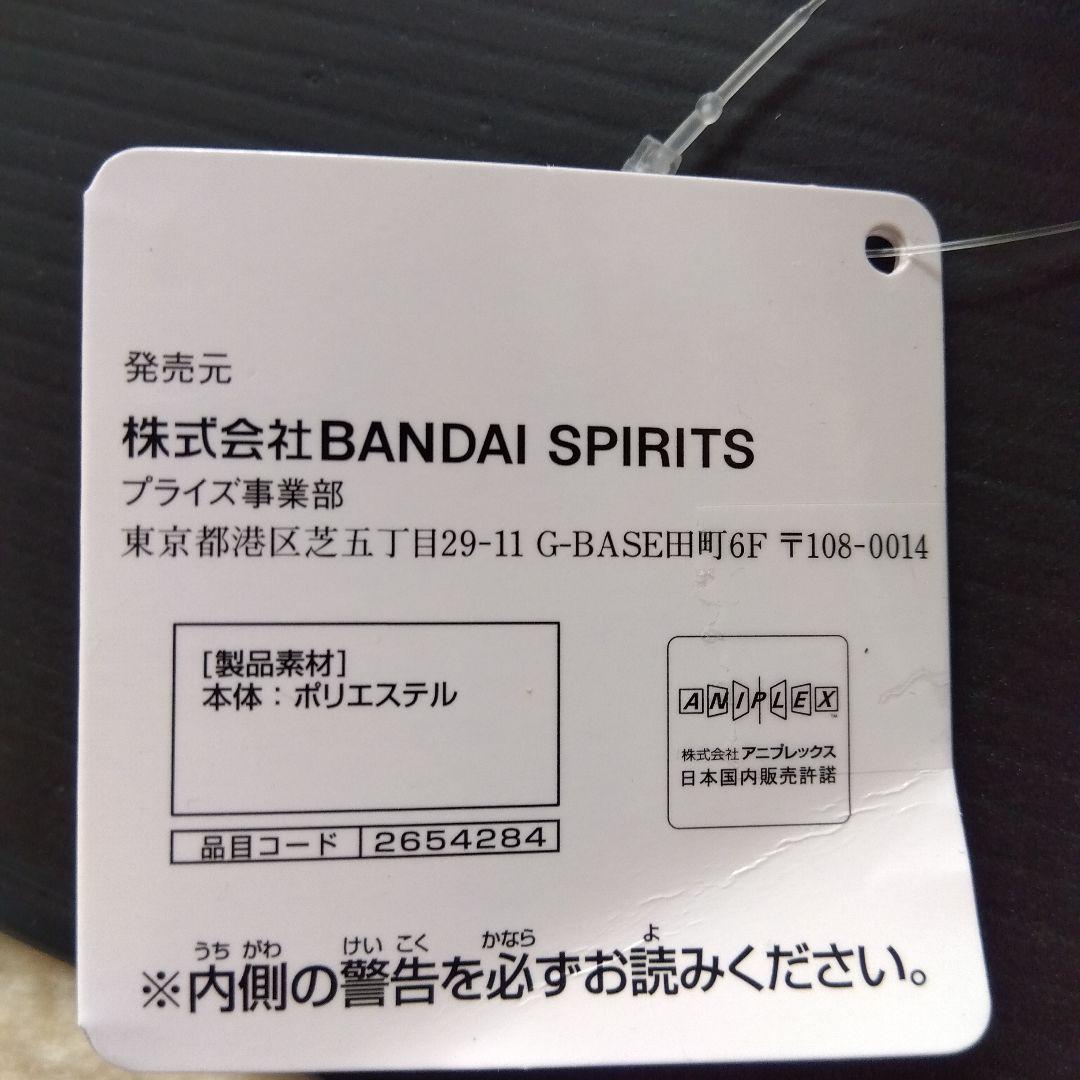 発売元
株式会社BANDAI SPIRITS
プライズ事業部
東京都港区芝五丁目29-11 G-BASE田町6F 〒108-0014
[製品素材]
本体：ポリエステル
品目コード 2654284
ANIPLEX™
株式会社アニプレックス
日本国内販売許諾
うち がわ けい こく かなら よ
※内側の警告を必ずお読みください。